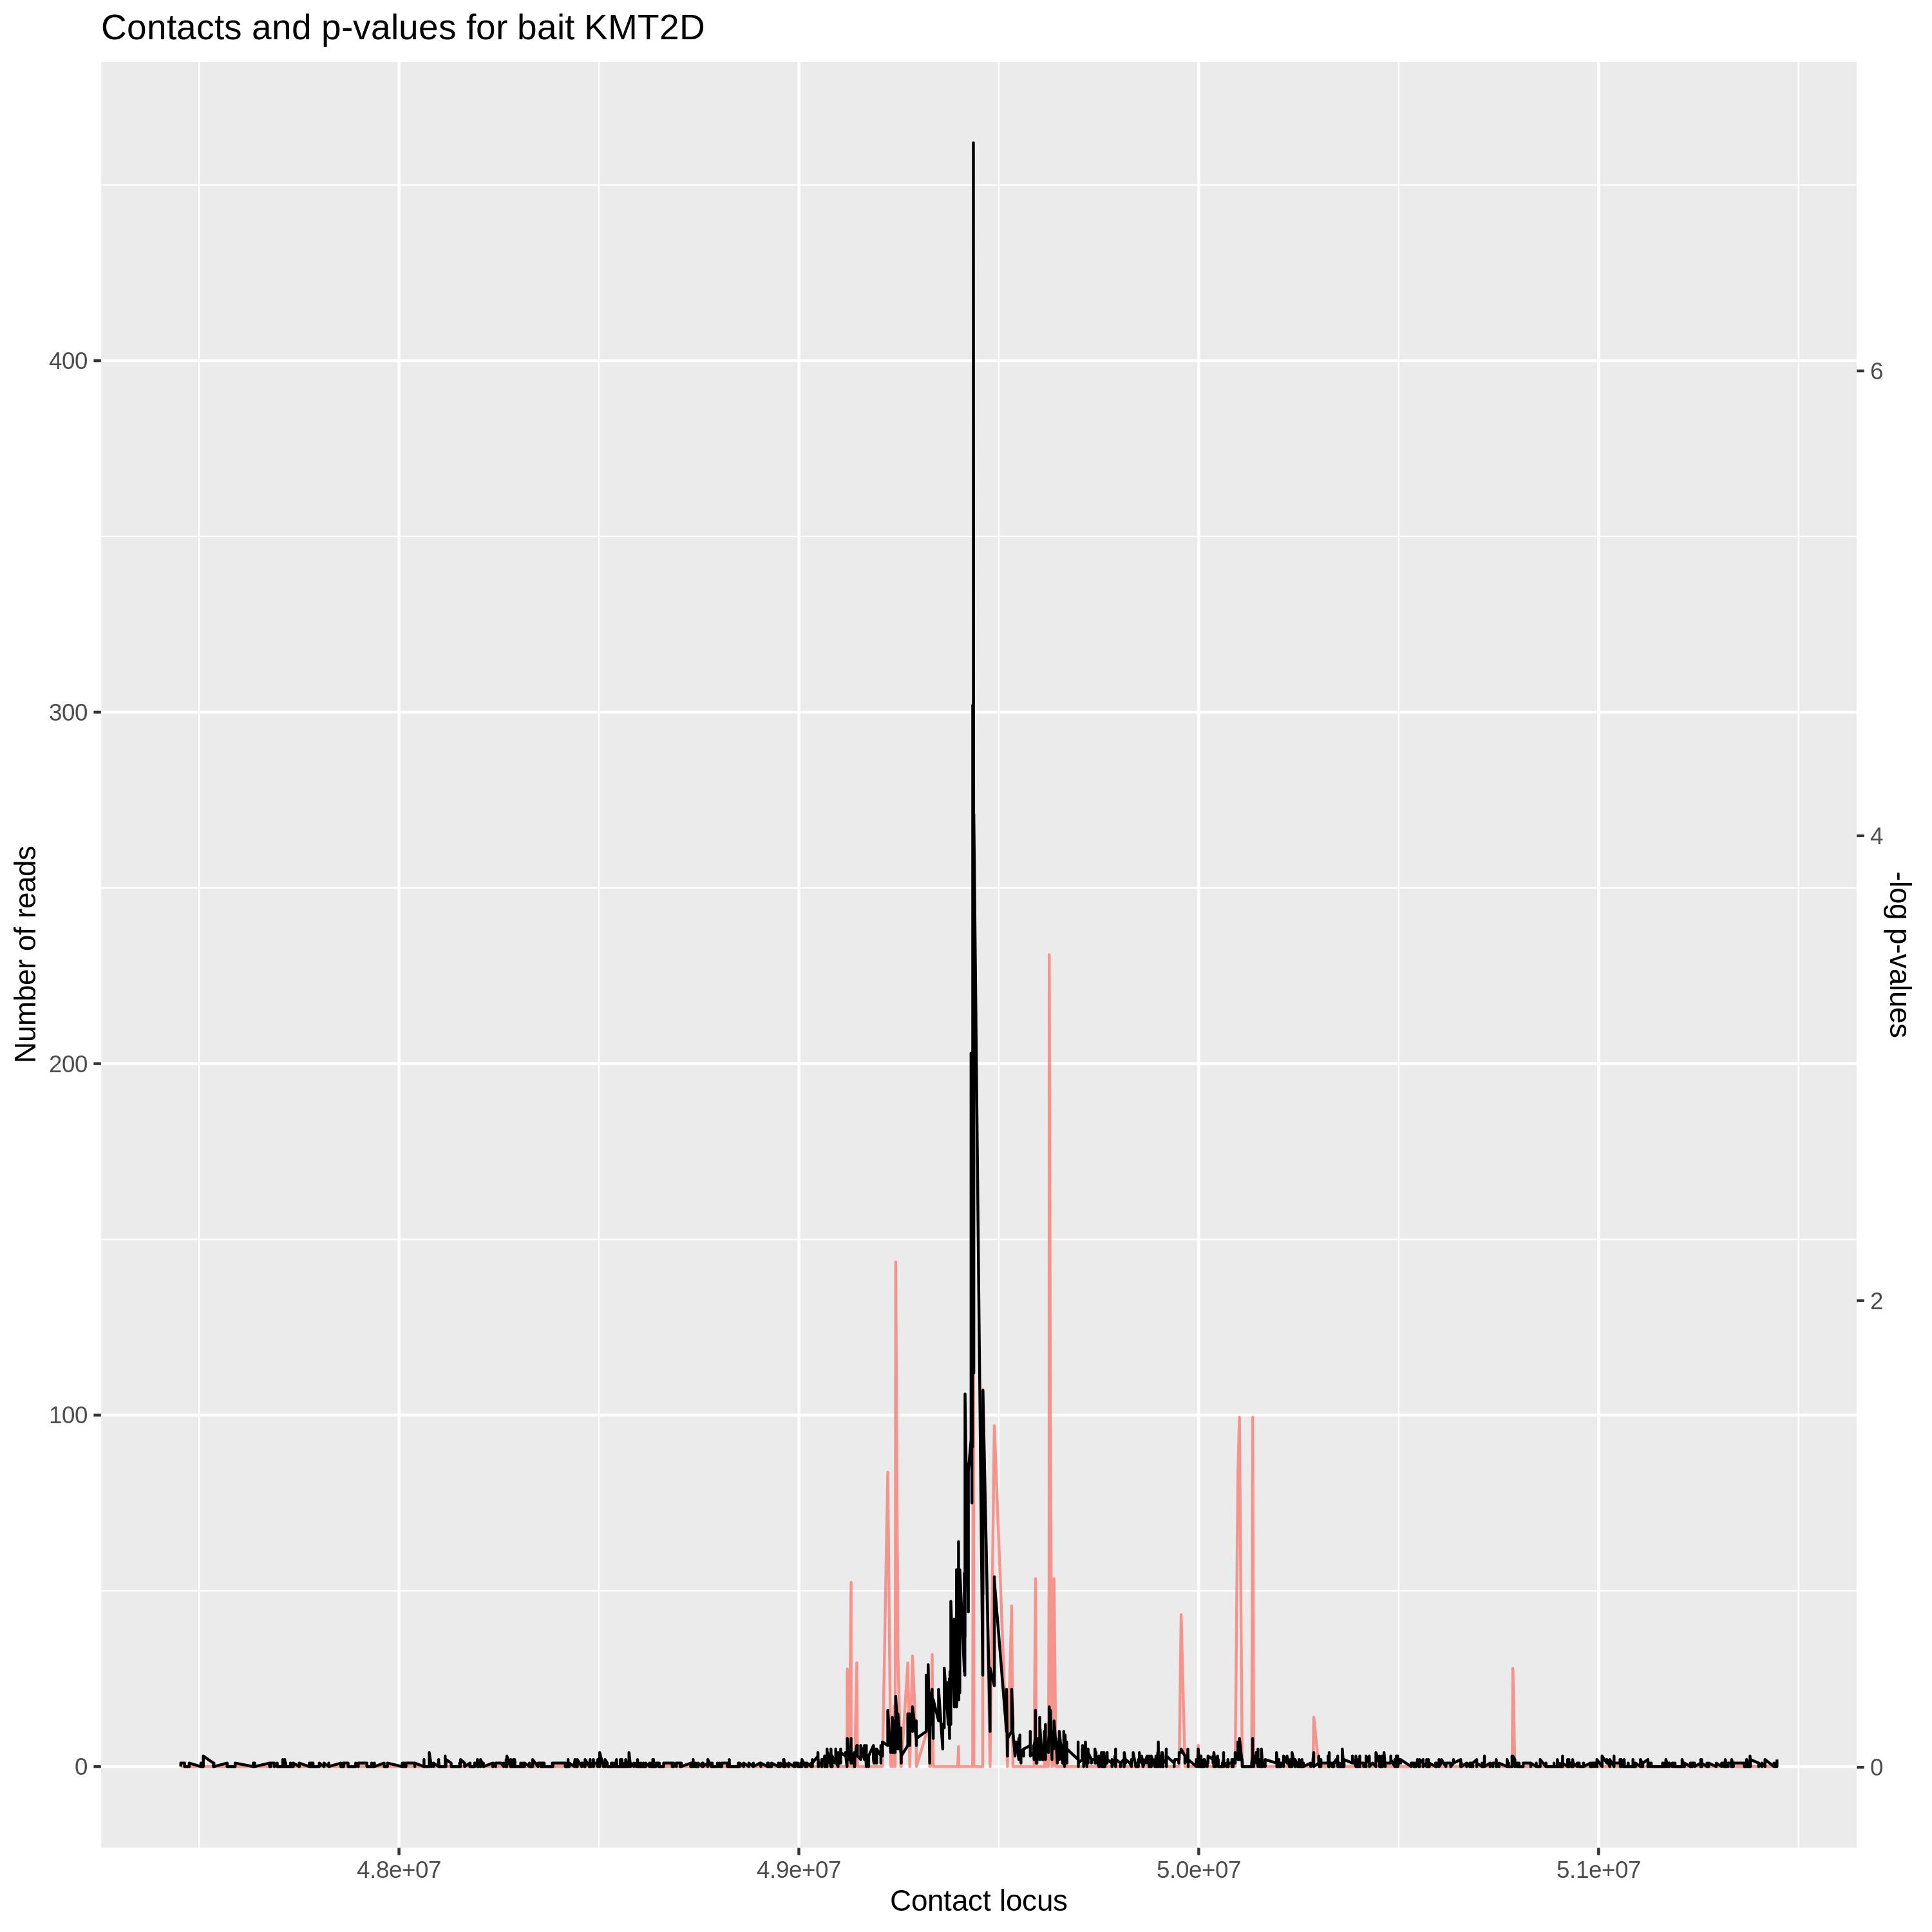 Contacts and p-values for bait KMT2D
Number of reads
400
300
200
100
0
6
4
2
0
-log p-values
4.8e+07
4.9e+07
5.0e+07
5.1e+07
Contact locus